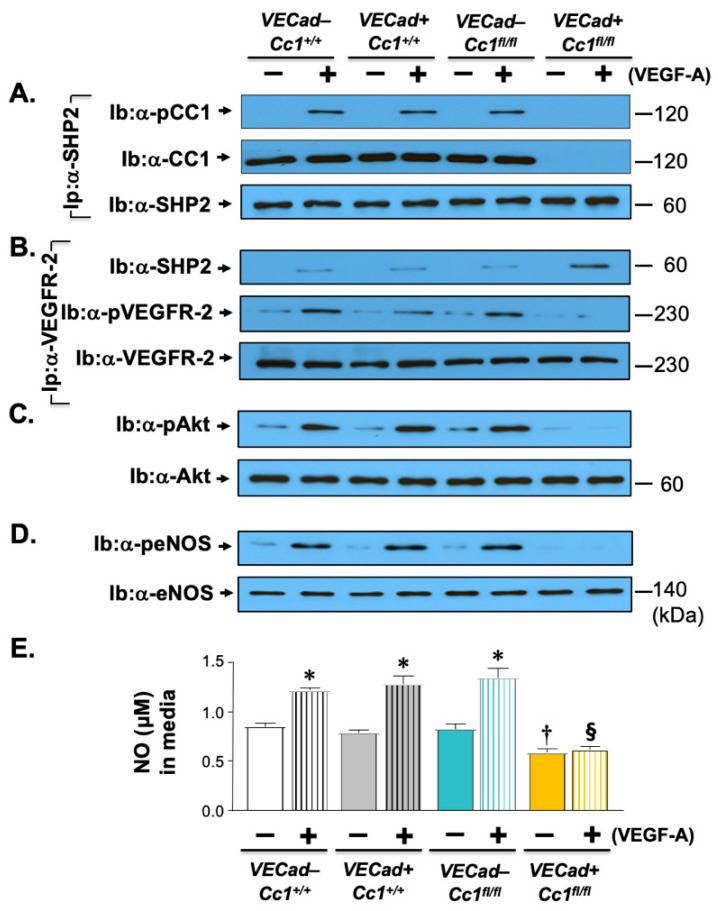 VECad– VECad+ VECad– VECad+
Cc1+/+ Cc1+/+ Cc1fl/fl Cc1fl/fl
– + – + – + – + (VEGF-A)
A.
Ip:α-SHP2
Ib:α-pCC1 120
Ib:α-CC1 120
Ib:α-SHP2 60
B.
Ip:α-VEGFR-2
Ib:α-SHP2 60
Ib:α-pVEGFR-2 230
Ib:α-VEGFR-2 230
C.
Ib:α-pAkt
Ib:α-Akt 60
D.
Ib:α-peNOS
Ib:α-eNOS 140
(kDa)
E.
NO (µM)
in media
1.5
1.0
0.5
0.0
* * * † §
– + – + – + – + (VEGF-A)
VECad– VECad+ VECad– VECad+
Cc1+/+ Cc1+/+ Cc1fl/fl Cc1fl/fl